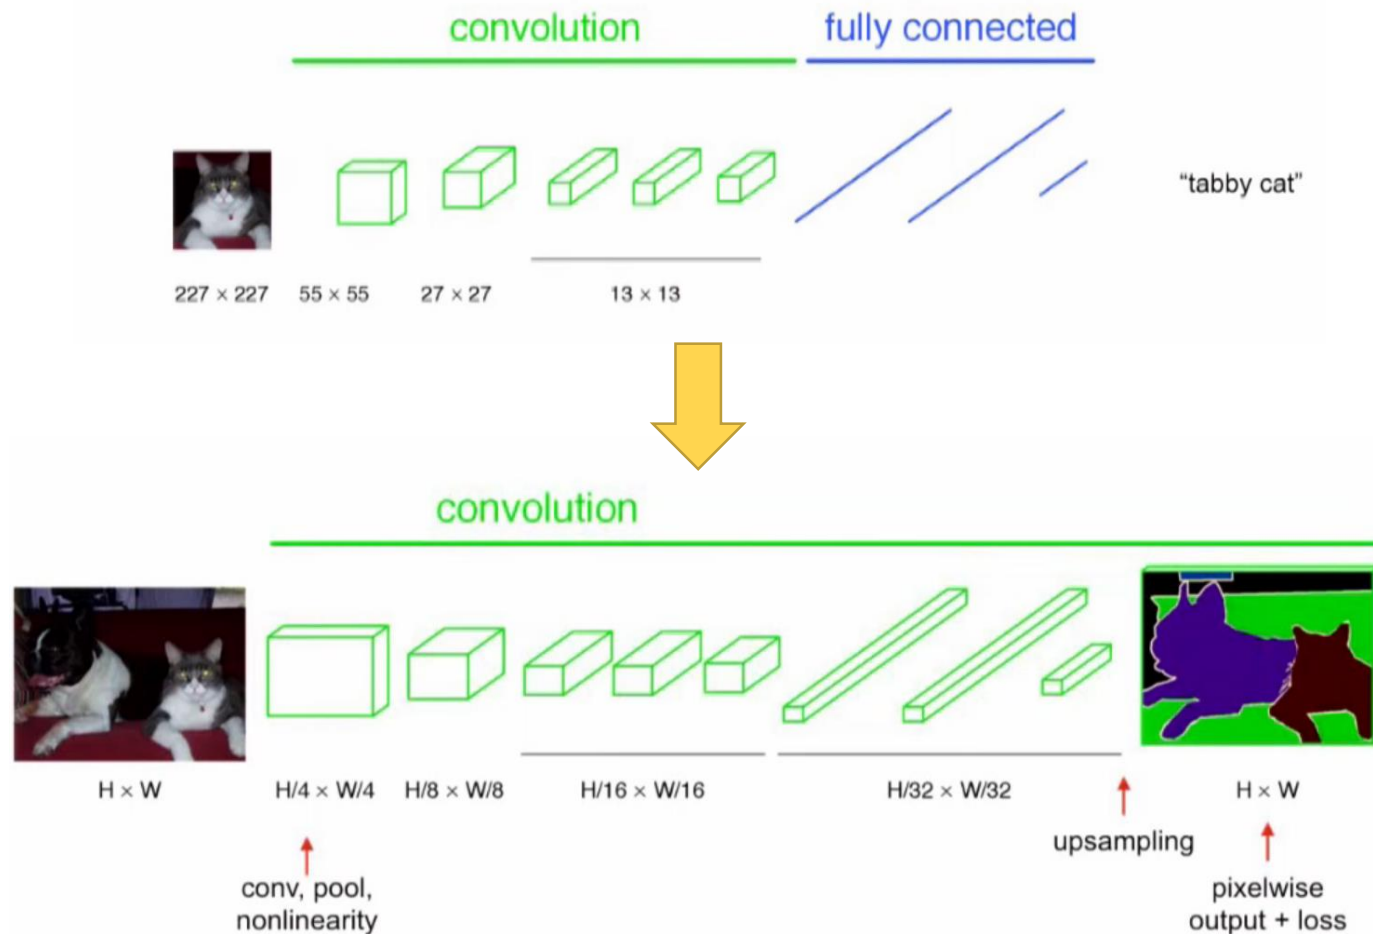 convolution
fully connected
“tabby cat”
227 × 227
55 × 55
27 × 27
13 × 13
convolution
H × W
H/4 × W/4
H/8 × W/8
H/16 × W/16
H/32 × W/32
H × W
upsampling
conv, pool,
nonlinearity
pixelwise
output + loss